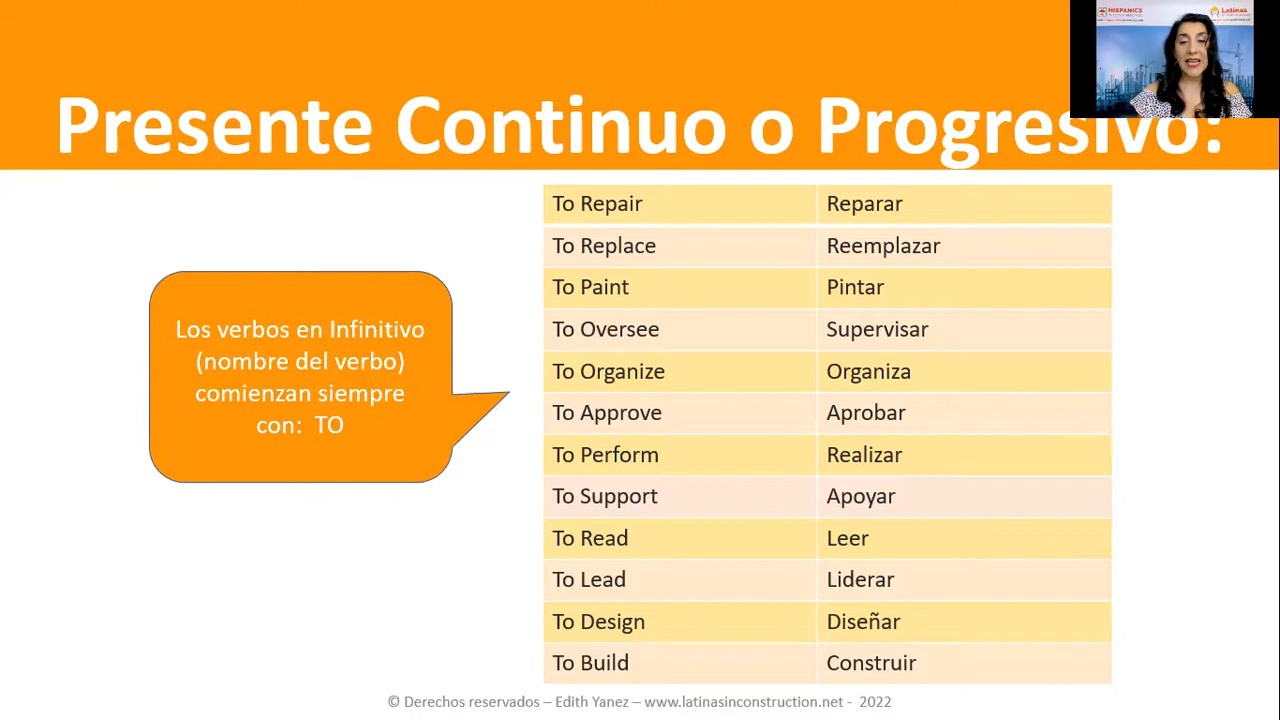 HISPANICS
Latinas
Presente Continuo o Progresivo:
To Repair Reparar
To Replace Reemplazar
To Paint Pintar
To Oversee Supervisar
To Organize Organiza
To Approve Aprobar
To Perform Realizar
To Support Apoyar
To Read Leer
To Lead Liderar
To Design Diseñar
To Build Construir
Los verbos en Infinitivo
(nombre del verbo)
comienzan siempre
con: TO
© Derechos reservados – Edith Yanez – www.latinasinconstruction.net - 2022